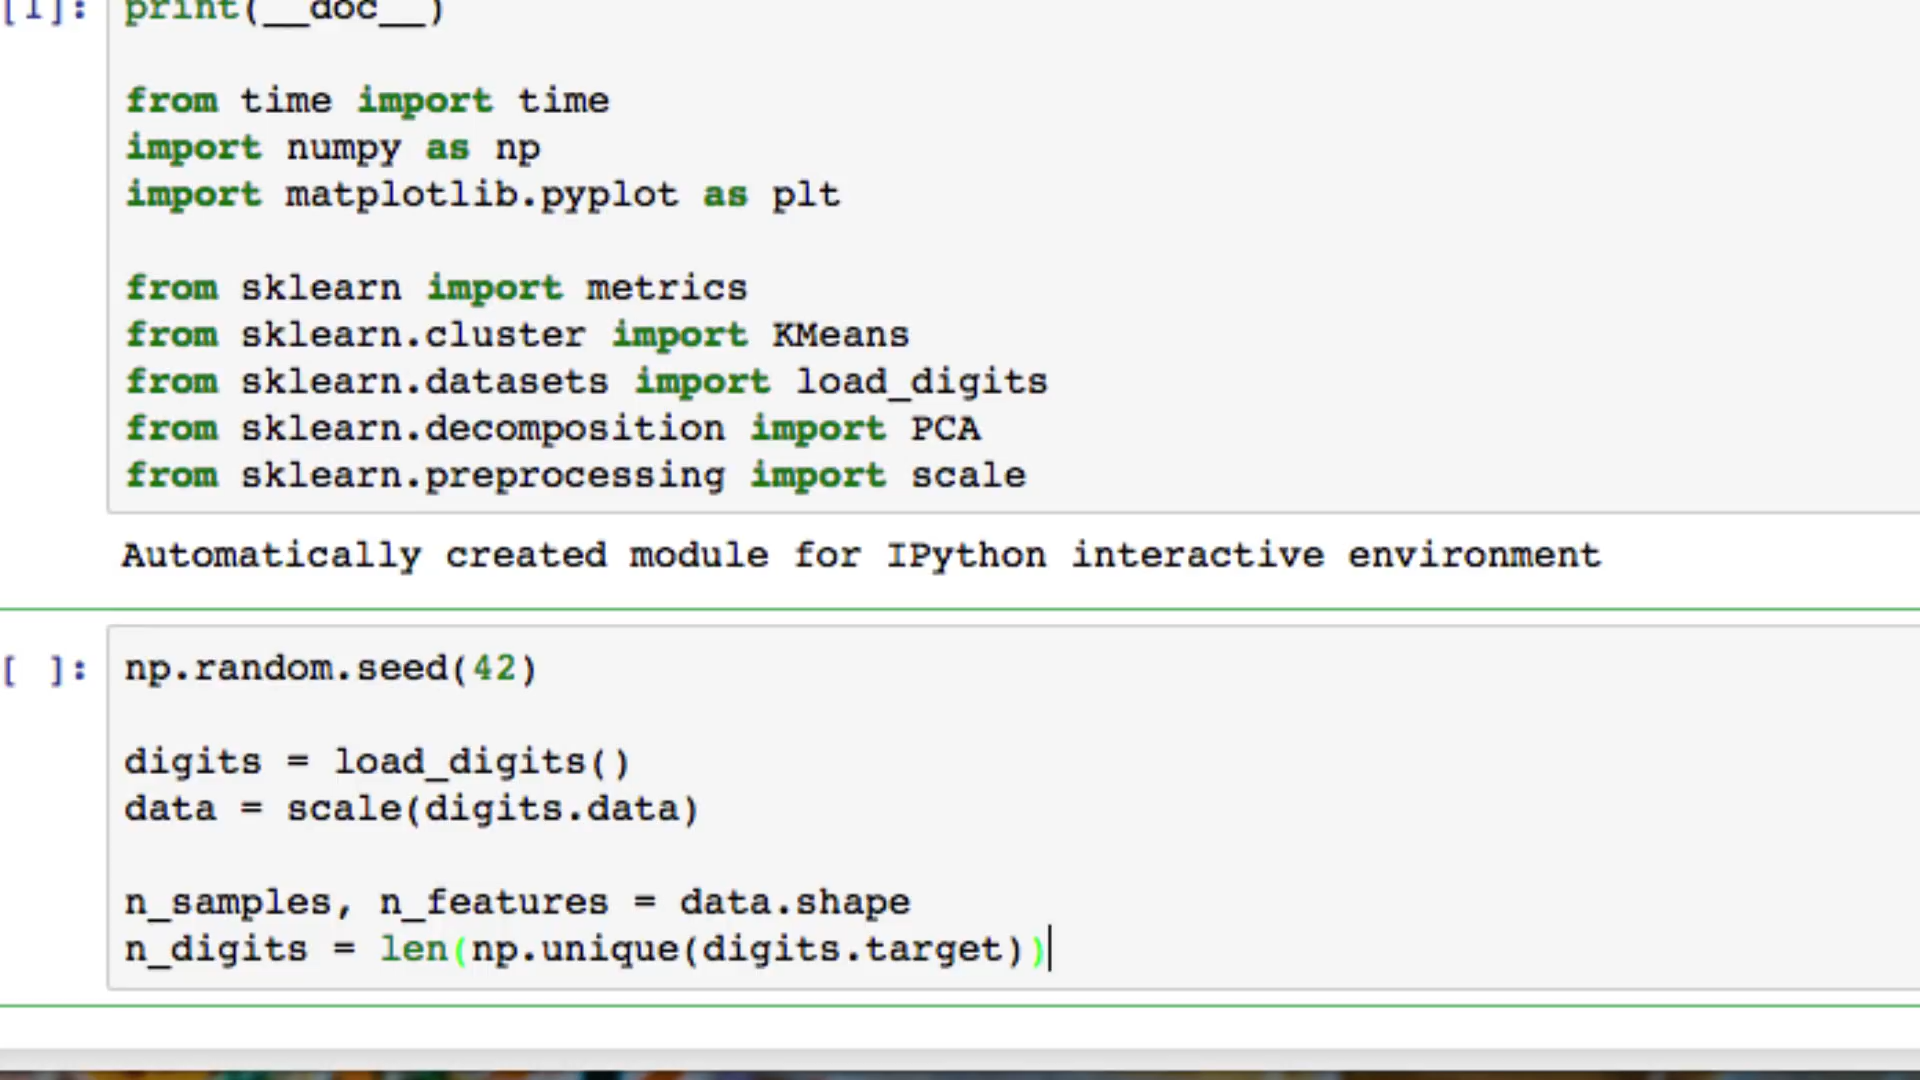 [1]: print(__doc__)
from time import time
import numpy as np
import matplotlib.pyplot as plt
from sklearn import metrics
from sklearn.cluster import KMeans
from sklearn.datasets import load_digits
from sklearn.decomposition import PCA
from sklearn.preprocessing import scale
Automatically created module for IPython interactive environment
[ ]: np.random.seed(42)
digits = load_digits()
data = scale(digits.data)
n_samples, n_features = data.shape
n_digits = len(np.unique(digits.target))